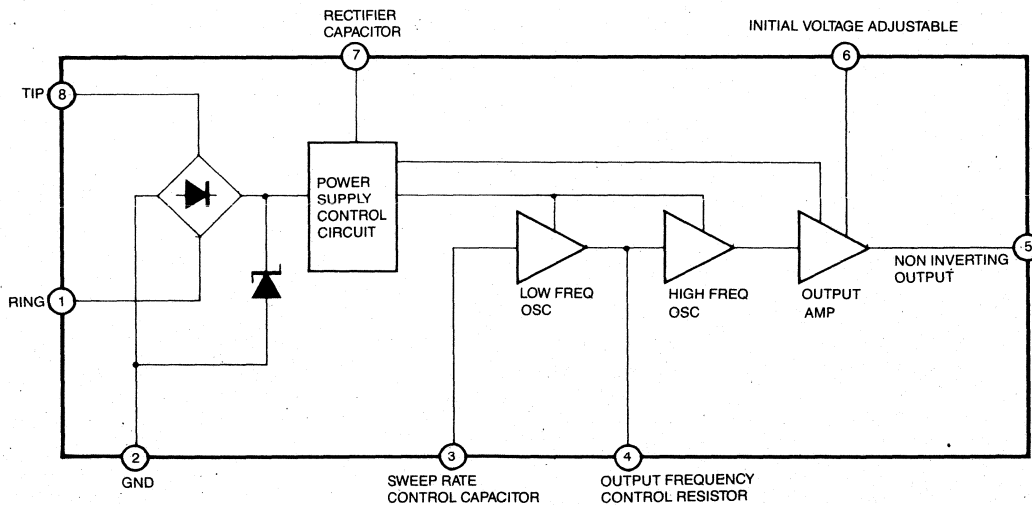 RECTIFIER
CAPACITOR
INITIAL VOLTAGE ADJUSTABLE
7
6
TIP
8
POWER
SUPPLY
CONTROL
CIRCUIT
5
NON INVERTING
OUTPUT
LOW FREQ
OSC
HIGH FREQ
OSC
OUTPUT
AMP
RING
1
2
GND
3
SWEEP RATE
CONTROL CAPACITOR
4
OUTPUT FREQUENCY
CONTROL RESISTOR